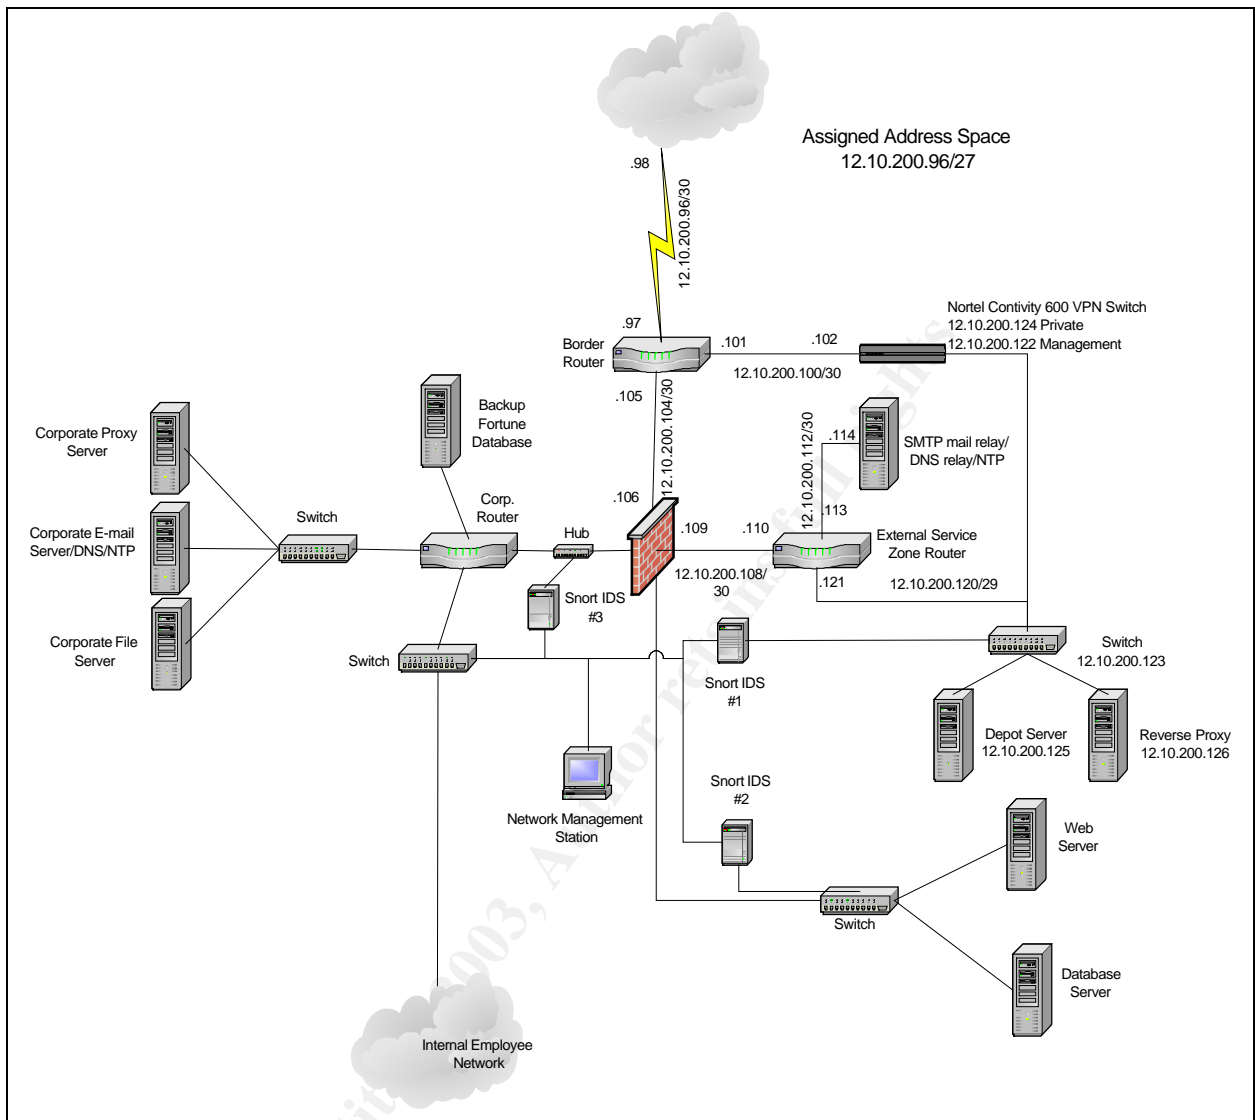 Assigned Address Space
12.10.200.96/27
.98
12.10.200.96/30
.97
Border
Router
.101
.102
12.10.200.100/30
Nortel Contivity 600 VPN Switch
12.10.200.124 Private
12.10.200.122 Management
.105
12.10.200.104/30
.106
Backup
Fortune
Database
Corporate Proxy
Server
Corporate E-mail
Server/DNS/NTP
Corporate File
Server
Switch
Corp.
Router
Hub
.109
.110
12.10.200.108/
30
12.10.200.112/30
.114
SMTP mail relay/
DNS relay/NTP
.113
External Service
Zone Router
.121
12.10.200.120/29
Snort IDS
#3
Switch
Snort IDS
#1
Switch
12.10.200.123
Depot Server
12.10.200.125
Reverse Proxy
12.10.200.126
Network Management
Station
Snort IDS
#2
Web
Server
Switch
Database
Server
Internal Employee
Network
2003, Author retains full rights